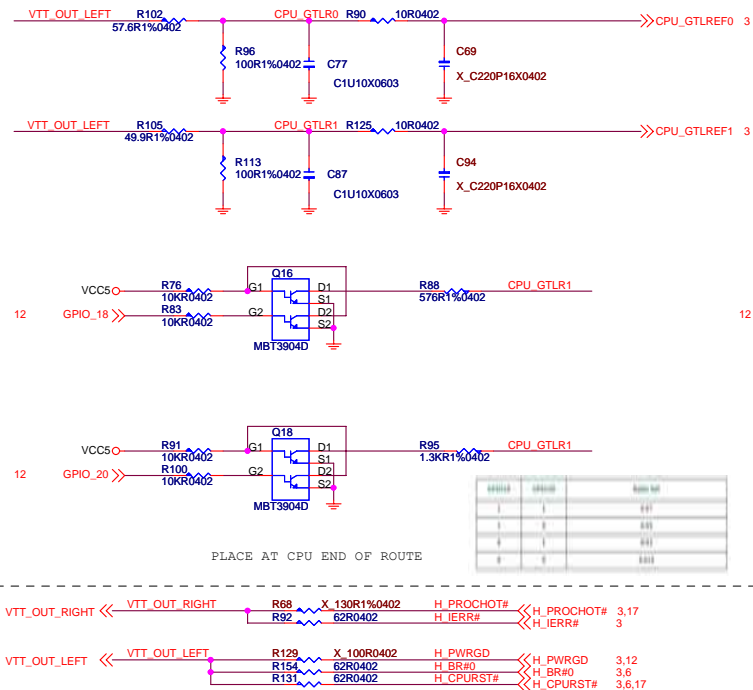 VTT_OUT_LEFT R102 CPU_GTLR0 R90 10R0402 CPU_GTLREF0 3
57.6R1%0402
R96 C69
100R1%0402 C77 X_C220P16X0402
C1U10X0603
VTT_OUT_LEFT R105 CPU_GTLR1 R125 10R0402 CPU_GTLREF1 3
49.9R1%0402
R113 C94
100R1%0402 C87 X_C220P16X0402
C1U10X0603
Q16
VCC5 R76 G1 D1 R88 CPU_GTLR1
10KR0402 S1 576R1%0402
12 GPIO_18 R83 G2 D2 12
10KR0402 S2
MBT3904D
Q18
VCC5 R91 G1 D1 R95 CPU_GTLR1
10KR0402 S1 1.3KR1%0402
12 GPIO_20 R100 G2 D2
10KR0402 S2
MBT3904D
PLACE AT CPU END OF ROUTE
VTT_OUT_RIGHT VTT_OUT_RIGHT R68 X_130R1%0402 H_PROCHOT# H_PROCHOT# 3,17
R92 62R0402 H_IERR# H_IERR# 3
VTT_OUT_LEFT VTT_OUT_LEFT R129 X_100R0402 H_PWRGD H_PWRGD 3,12
R154 62R0402 H_BR#0 H_BR#0 3,6
R131 62R0402 H_CPURST# H_CPURST# 3,6,17